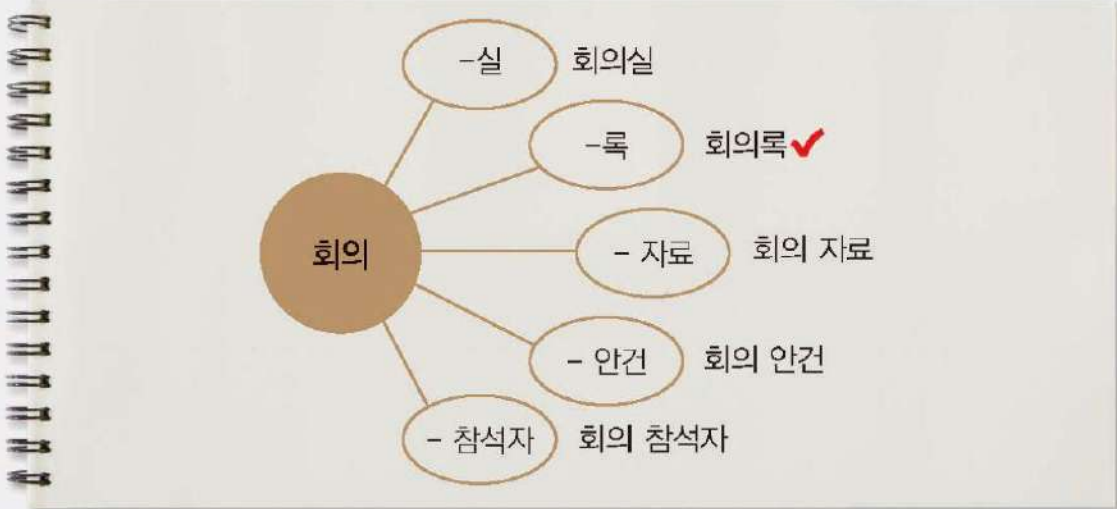 -실 회의실
-록 회의록
회의
- 자료 회의 자료
- 안건 회의 안건
- 참석자 회의 참석자